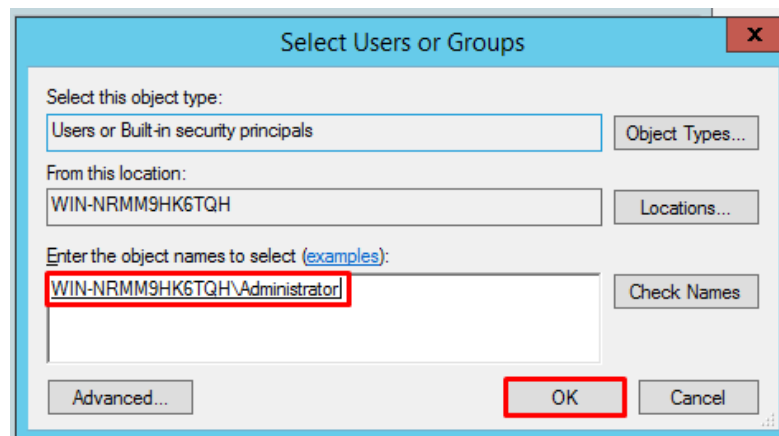 Select Users or Groups
x
Select this object type:
Users or Built-in security principals
Object Types...
From this location:
WIN-NRMM9HK6TQH
Locations...
Enter the object names to select (examples):
WIN-NRMM9HK6TQH\Administrator
Check Names
Advanced...
OK
Cancel